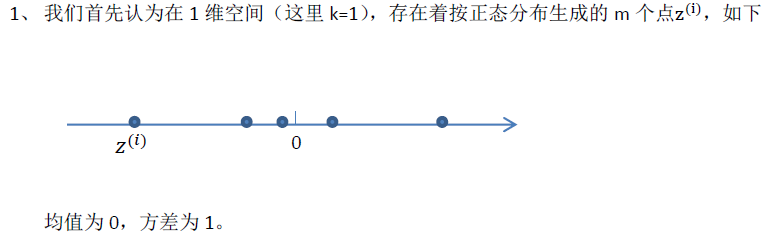 1、 我们首先认为在 1 维空间（这里 k=1），存在着按正态分布生成的 m 个点z⁽ⁱ⁾，如下
z⁽ⁱ⁾ 0
均值为 0，方差为 1。